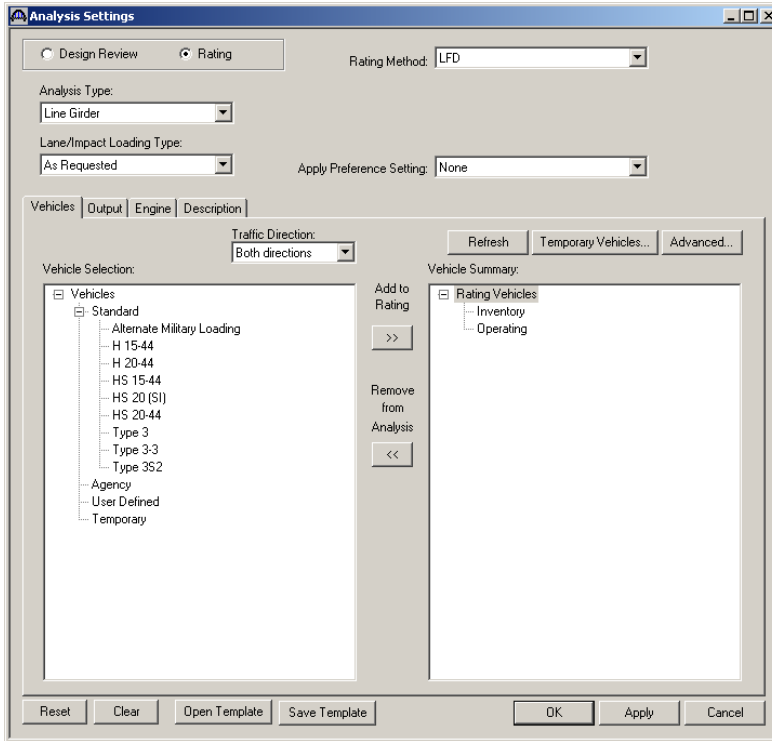 Analysis Settings
Design Review Rating
Rating Method: LFD
Analysis Type:
Line Girder
Lane/Impact Loading Type:
As Requested
Apply Preference Setting: None
Vehicles Output Engine Description
Traffic Direction:
Both directions
Refresh Temporary Vehicles... Advanced...
Vehicle Selection:
Vehicles
Standard
Alternate Military Loading
H 15-44
H 20-44
HS 15-44
HS 20 (SI)
HS 20-44
Type 3
Type 3-3
Type 3S2
Agency
User Defined
Temporary
Add to
Rating
>>
Remove
from
Analysis
<<
Vehicle Summary:
Rating Vehicles
Inventory
Operating
Reset Clear Open Template Save Template OK Apply Cancel